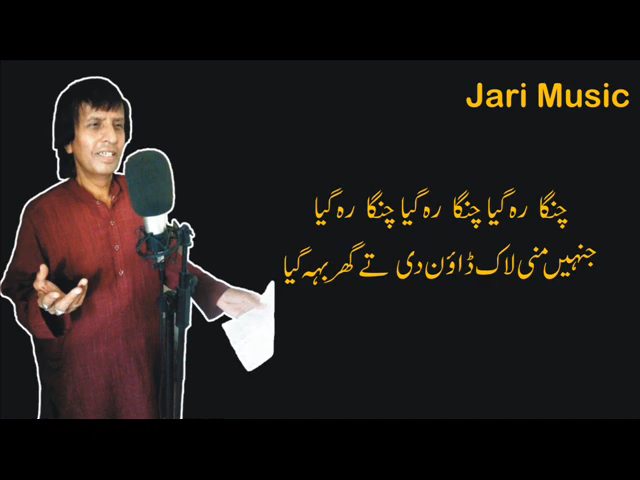 Jari Music
چنگا رہ گیا چنگا رہ گیا چنگا رہ گیا
جنہیں منی لاک ڈاؤن دی تے گھر بہہ گیا